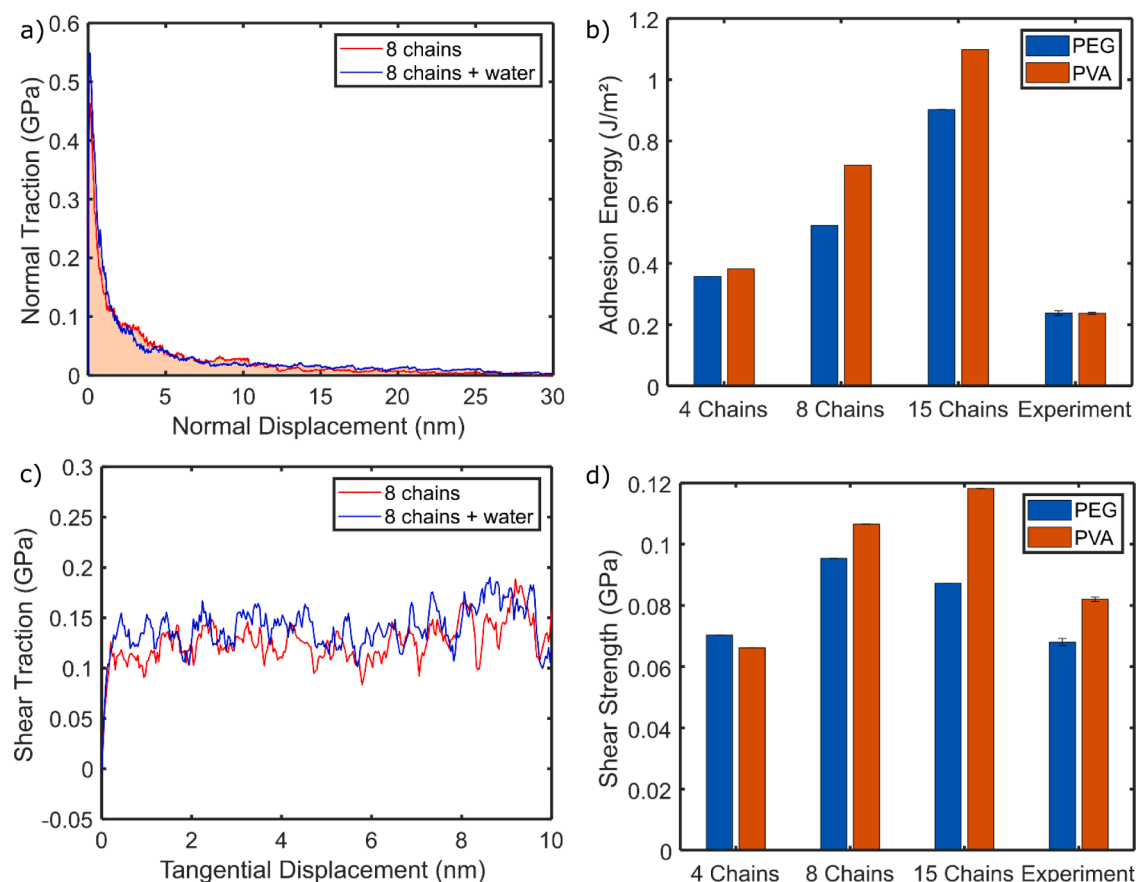 a)
0.6
0.5
0.4
0.3
0.2
0.1
0
Normal Traction (GPa)
8 chains
8 chains + water
0 5 10 15 20 25 30
Normal Displacement (nm)
b)
1.2
1
0.8
0.6
0.4
0.2
0
Adhesion Energy (J/m²)
PEG
PVA
4 Chains 8 Chains 15 Chains Experiment
c)
0.3
0.25
0.2
0.15
0.1
0.05
0
-0.05
Shear Traction (GPa)
8 chains
8 chains + water
0 2 4 6 8 10
Tangential Displacement (nm)
d)
0.12
0.1
0.08
0.06
0.04
0.02
0
Shear Strength (GPa)
PEG
PVA
4 Chains 8 Chains 15 Chains Experiment